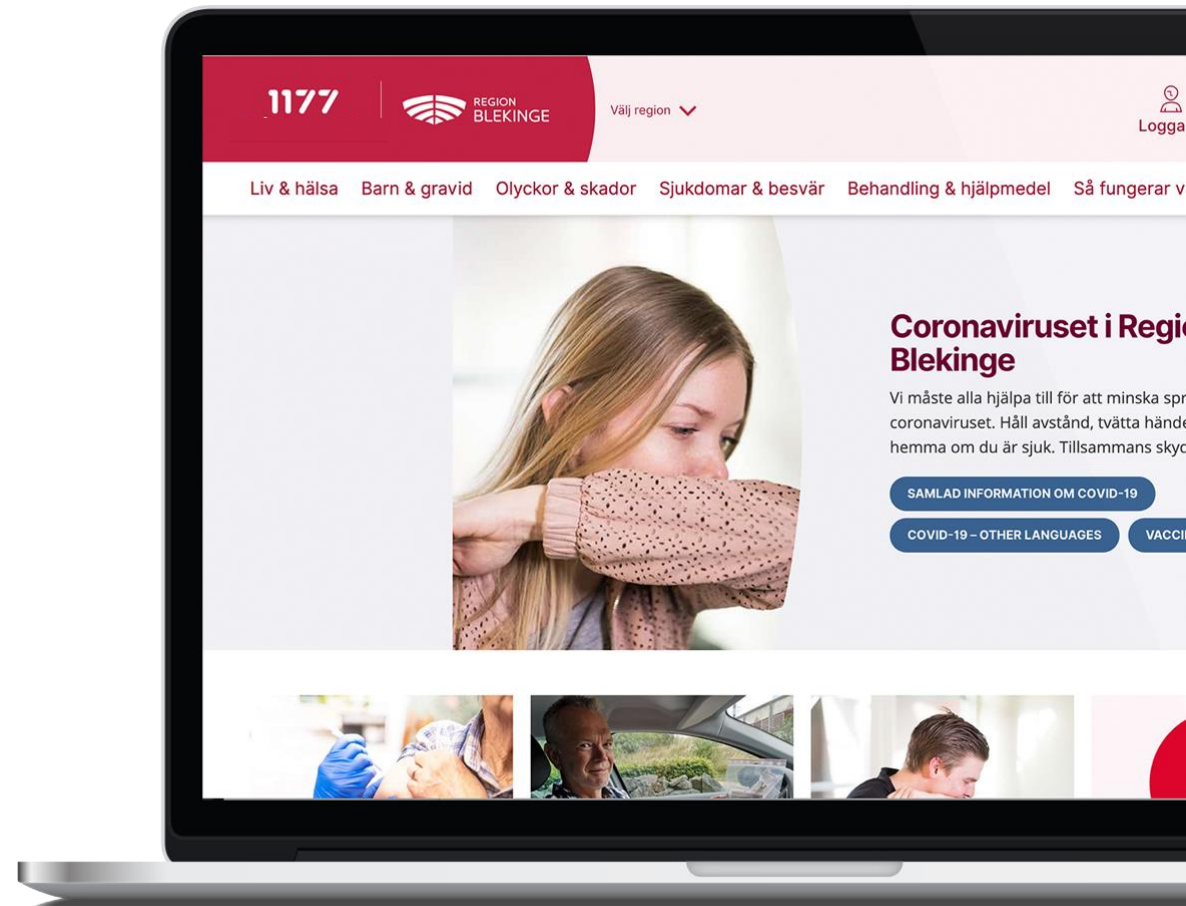 1177
REGION
BLEKINGE
Välj region
Logga
Liv & hälsa Barn & gravid Olyckor & skador Sjukdomar & besvär Behandling & hjälpmedel Så fungerar v
Coronaviruset i Regi
Blekinge
Vi måste alla hjälpa till för att minska spr
coronaviruset. Håll avstånd, tvätta hände
hemma om du är sjuk. Tillsammans skyd
SAMLAD INFORMATION OM COVID-19
COVID-19 – OTHER LANGUAGES VACCI